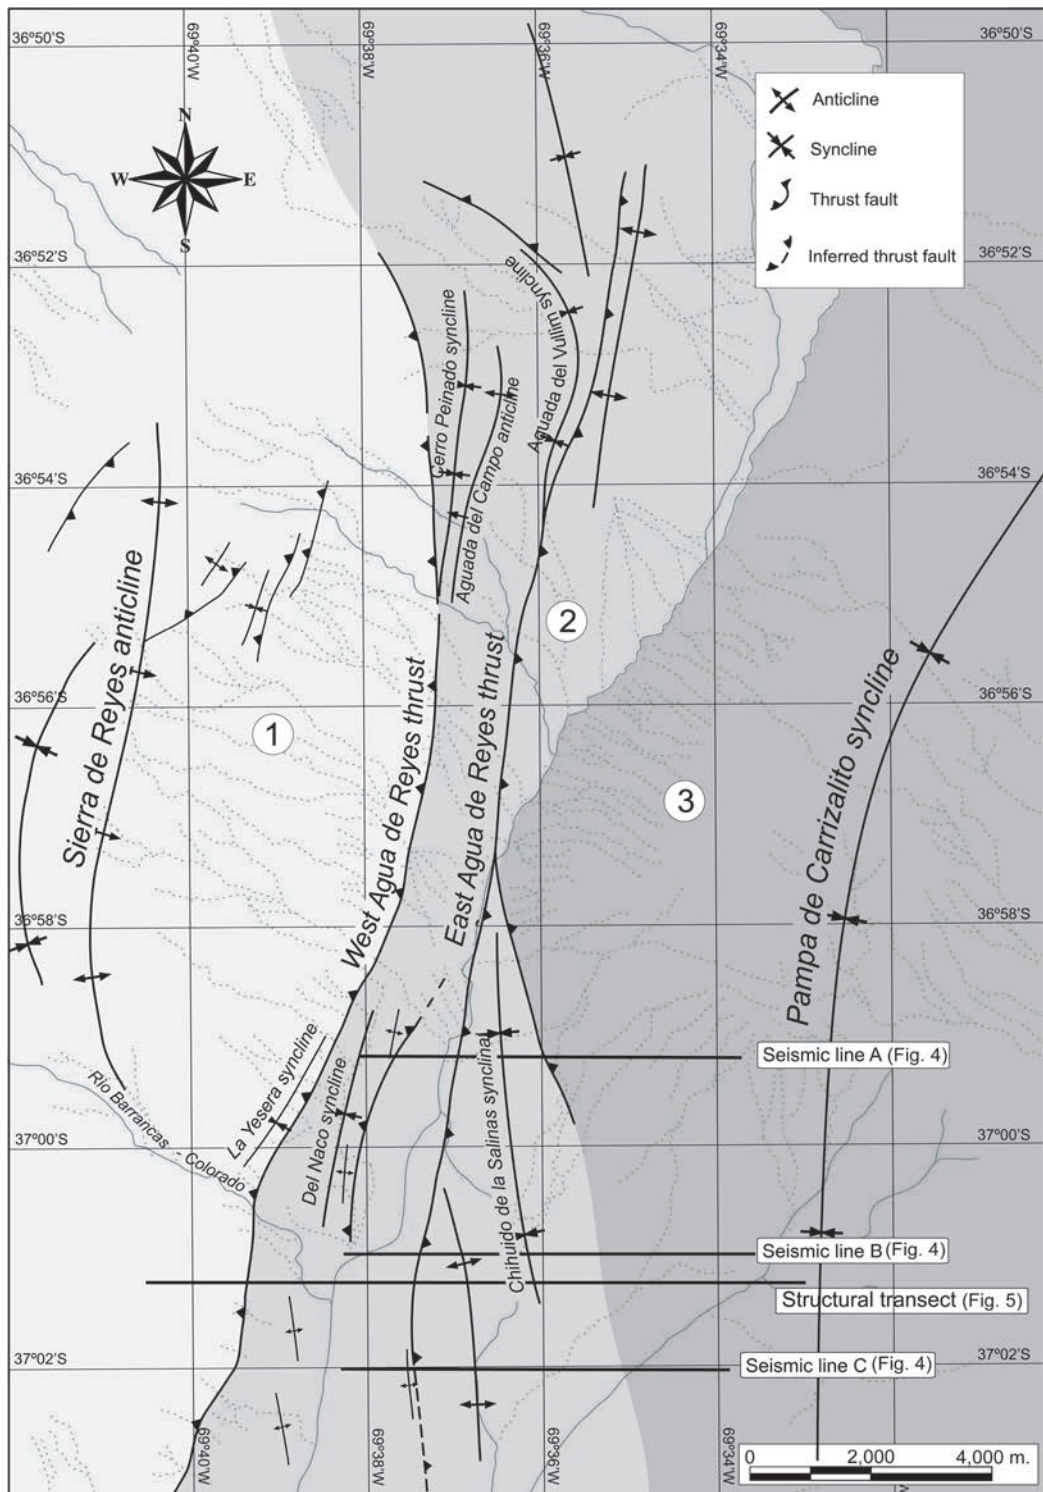 36°50'S
69°40'W
69°38'W
69°36'W
69°34'W
36°50'S
Anticline
Syncline
Thrust fault
Inferred thrust fault
N
W
E
S
36°52'S
36°52'S
Cerro Peinado syncline
Aguada del Campo anticline
Aguada del Vullim syncline
36°54'S
36°54'S
Sierra de Reyes anticline
1
2
3
West Agua de Reyes thrust
East Agua de Reyes thrust
Pampa de Carrizalito syncline
36°56'S
36°56'S
36°58'S
36°58'S
La Yesera syncline
Del Naco syncline
Chihuido de la Salinas synclinal
Río Barrancas - Colorado
Seismic line A (Fig. 4)
37°00'S
37°00'S
Seismic line B (Fig. 4)
Structural transect (Fig. 5)
37°02'S
Seismic line C (Fig. 4)
37°02'S
69°40'W
69°38'W
69°36'W
69°34'W
0
2,000
4,000 m.